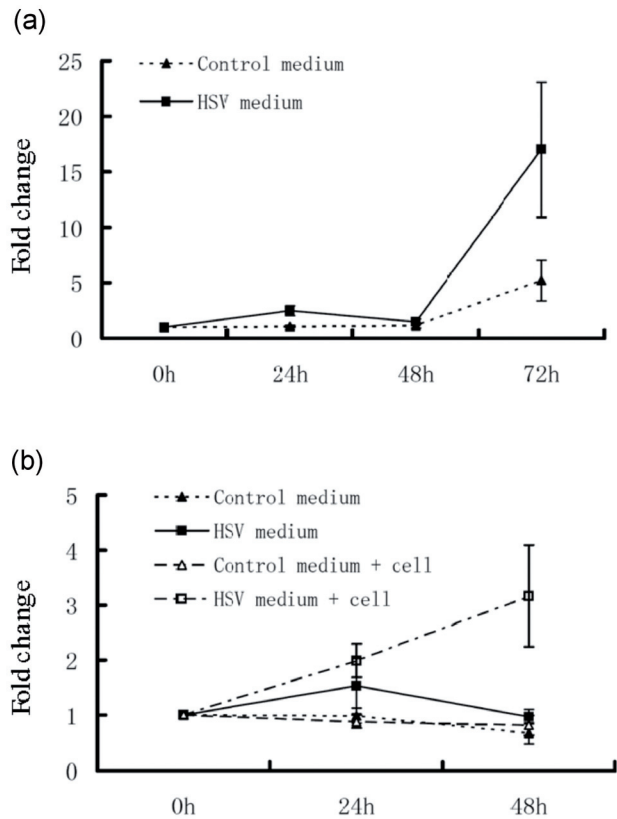 (a)
Fold change
25
20
15
10
5
0
Control medium
HSV medium
0h 24h 48h 72h
(b)
Fold change
5
4
3
2
1
0
Control medium
HSV medium
Control medium + cell
HSV medium + cell
0h 24h 48h